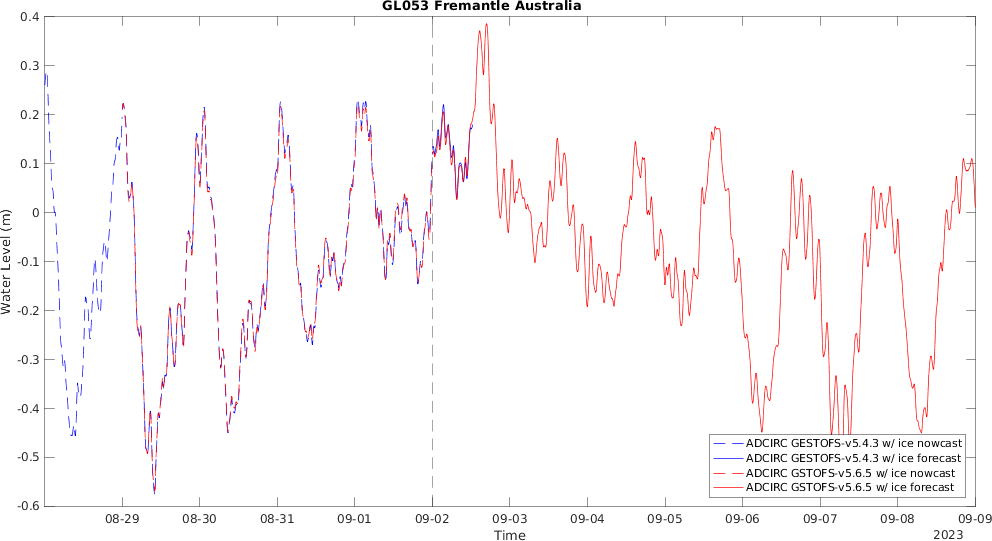 GL053 Fremantle Australia
0.4
0.3
0.2
0.1
0
-0.1
-0.2
-0.3
-0.4
-0.5
-0.6
Water Level (m)
ADCIRC GESTOFS-v5.4.3 w/ ice nowcast
ADCIRC GESTOFS-v5.4.3 w/ ice forecast
ADCIRC GSTOFS-v5.6.5 w/ ice nowcast
ADCIRC GSTOFS-v5.6.5 w/ ice forecast
08-29 08-30 08-31 09-01 09-02 09-03 09-04 09-05 09-06 09-07 09-08 09-09
Time
2023